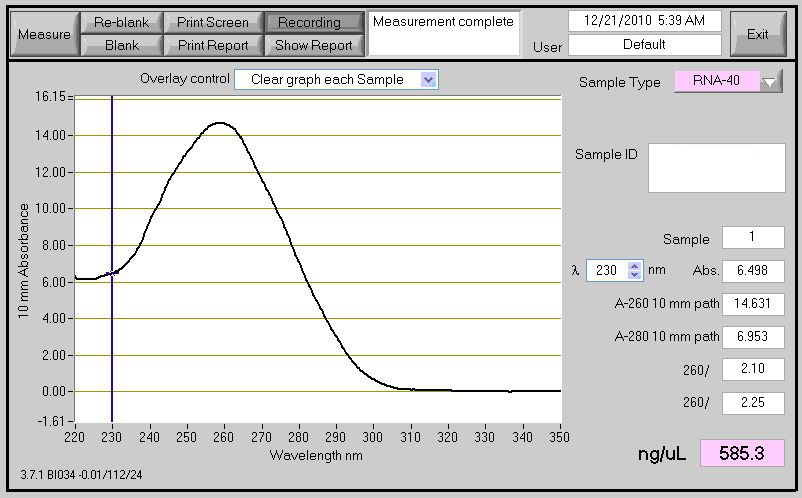 Measure
Re-blank
Blank
Print Screen
Print Report
Recording
Show Report
Measurement complete
12/21/2010 5:39 AM
User
Default
Exit
Overlay control
Clear graph each Sample
Sample Type
RNA-40
16.15
14.00
12.00
10.00
8.00
6.00
4.00
2.00
0.00
-1.61
10 mm Absorbance
220 230 240 250 260 270 280 290 300 310 320 330 340 350
Wavelength nm
3.7.1 BI034 -0.01/112/24
Sample ID
Sample 1
λ 230 nm Abs. 6.498
A-260 10 mm path 14.631
A-280 10 mm path 6.953
260/ 2.10
260/ 2.25
ng/uL 585.3